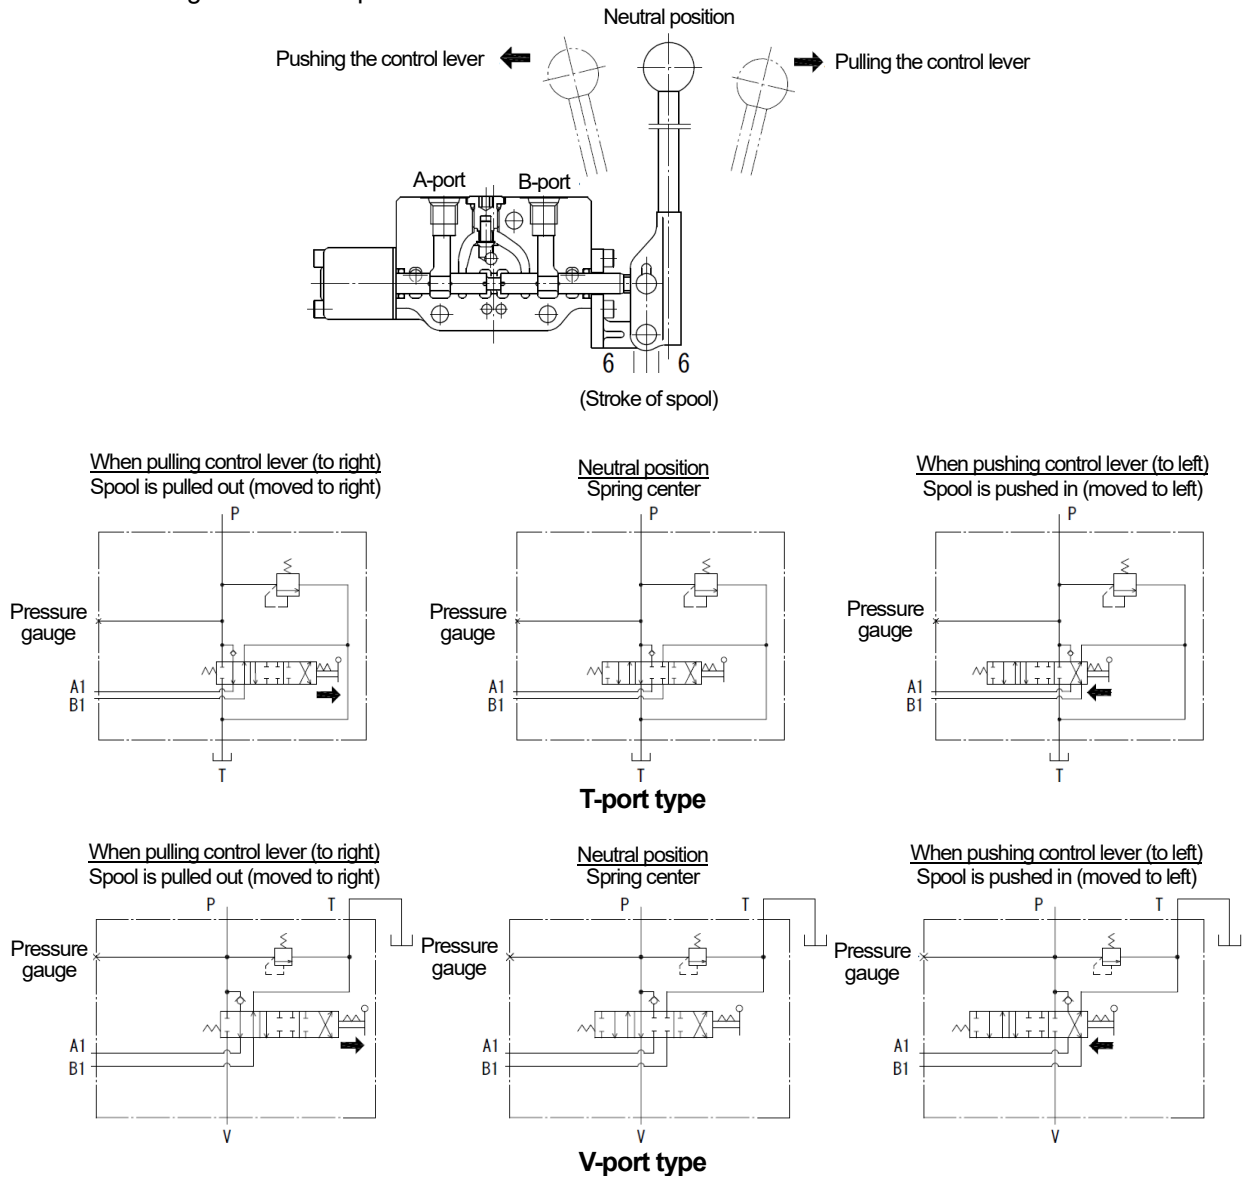 Neutral position
Pushing the control lever
Pulling the control lever
A-port
B-port
6
6
(Stroke of spool)
When pulling control lever (to right)
Spool is pulled out (moved to right)
P
Pressure
gauge
A1
B1
T
Neutral position
Spring center
P
Pressure
gauge
A1
B1
T
When pushing control lever (to left)
Spool is pushed in (moved to left)
P
Pressure
gauge
A1
B1
T
T-port type
When pulling control lever (to right)
Spool is pulled out (moved to right)
P
T
Pressure
gauge
A1
B1
V
Neutral position
Spring center
P
T
Pressure
gauge
A1
B1
V
When pushing control lever (to left)
Spool is pushed in (moved to left)
P
T
Pressure
gauge
A1
B1
V
V-port type